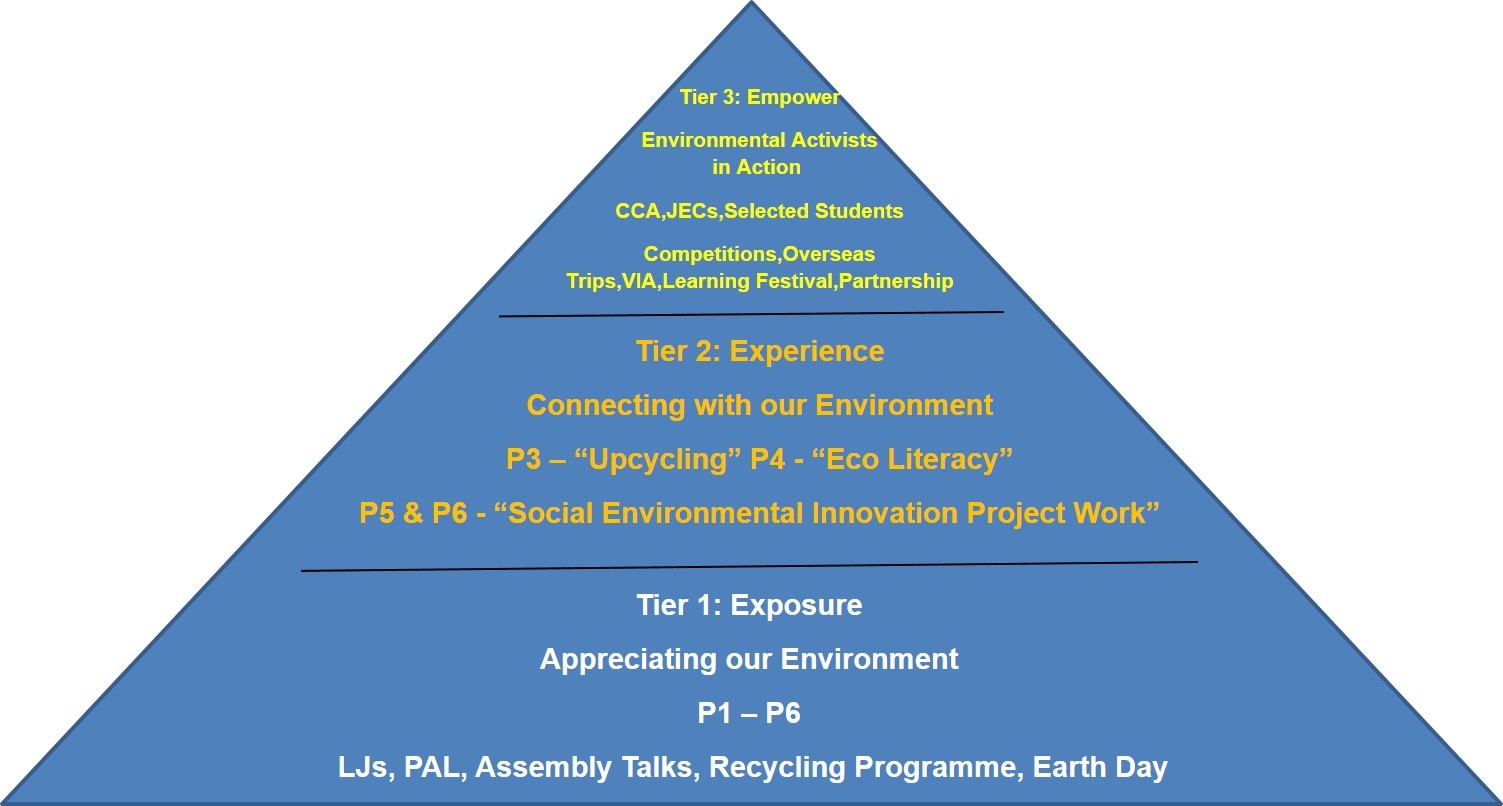 Tier 3: Empower
Environmental Activists
in Action
CCA,JECs,Selected Students
Competitions,Overseas
Trips,VIA,Learning Festival,Partnership
Tier 2: Experience
Connecting with our Environment
P3 – “Upcycling” P4 - “Eco Literacy”
P5 & P6 - “Social Environmental Innovation Project Work”
Tier 1: Exposure
Appreciating our Environment
P1 – P6
LJs, PAL, Assembly Talks, Recycling Programme, Earth Day